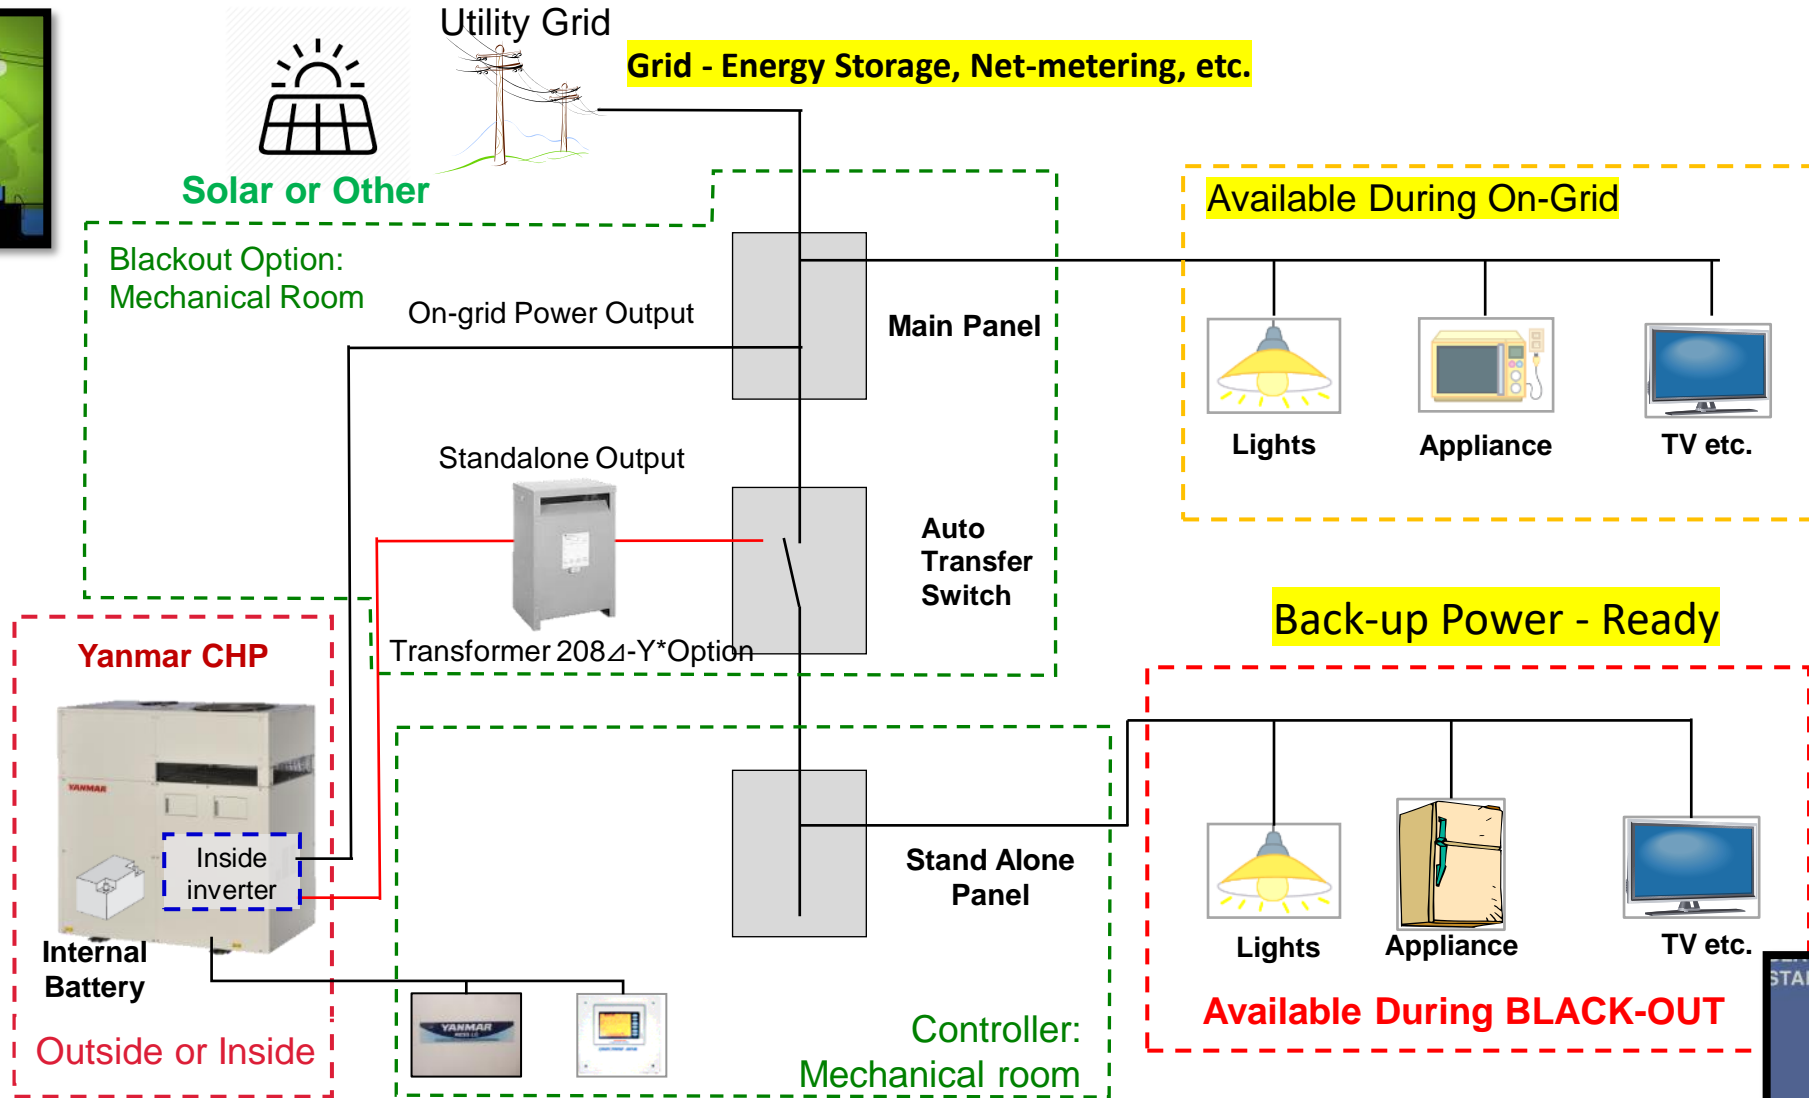 Utility Grid
Grid - Energy Storage, Net-metering, etc.
Solar or Other
Available During On-Grid
Blackout Option:
Mechanical Room
On-grid Power Output
Main Panel
Lights
Appliance
TV etc.
Standalone Output
Auto
Transfer
Switch
Transformer 208⊿-Y*Option
Back-up Power - Ready
Yanmar CHP
YANMAR
Inside
inverter
Internal
Battery
Outside or Inside
Stand Alone
Panel
Lights
Appliance
TV etc.
Available During BLACK-OUT
YANMAR
Controller:
Mechanical room